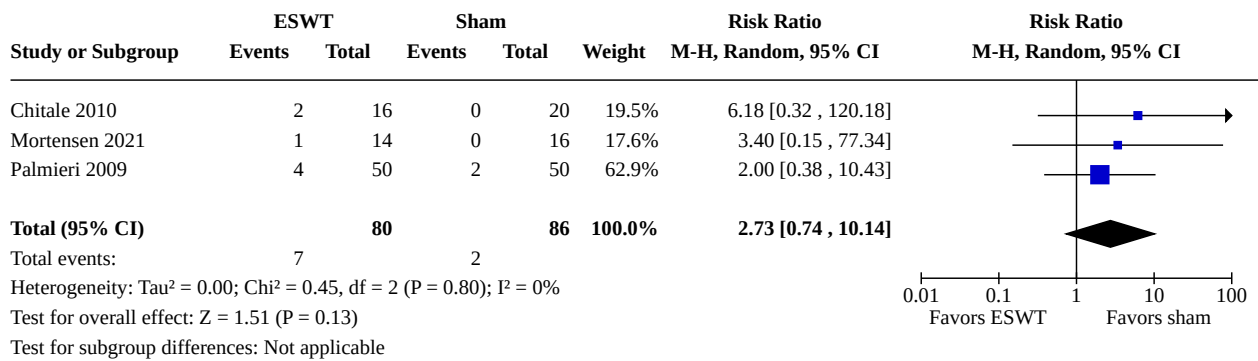 ESWT Sham Risk Ratio Risk Ratio
Study or Subgroup Events Total Events Total Weight M-H, Random, 95% CI M-H, Random, 95% CI
Chitale 2010 2 16 0 20 19.5% 6.18 [0.32 , 120.18]
Mortensen 2021 1 14 0 16 17.6% 3.40 [0.15 , 77.34]
Palmieri 2009 4 50 2 50 62.9% 2.00 [0.38 , 10.43]
Total (95% CI) 80 86 100.0% 2.73 [0.74 , 10.14]
Total events: 7 2
Heterogeneity: Tau² = 0.00; Chi² = 0.45, df = 2 (P = 0.80); I² = 0%
Test for overall effect: Z = 1.51 (P = 0.13)
Test for subgroup differences: Not applicable
0.01 0.1 1 10 100
Favors ESWT Favors sham